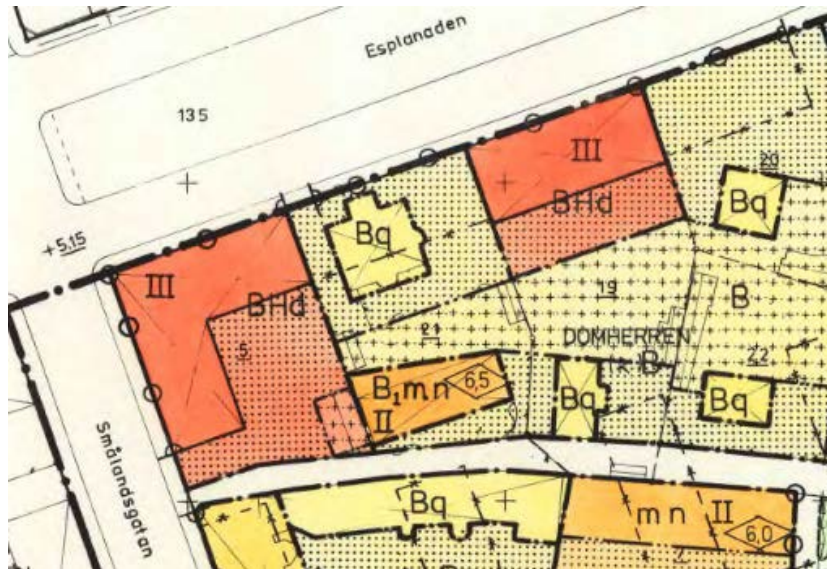 Esplanaden
135
III
20
Bq
Bq
BHd
+5,15
III
19
B
BHd
21
DOMHERREN
5
B
22
6,5
B₁mn
II
Bq
Bq
Smålandsgatan
Bq
mn II
6,0